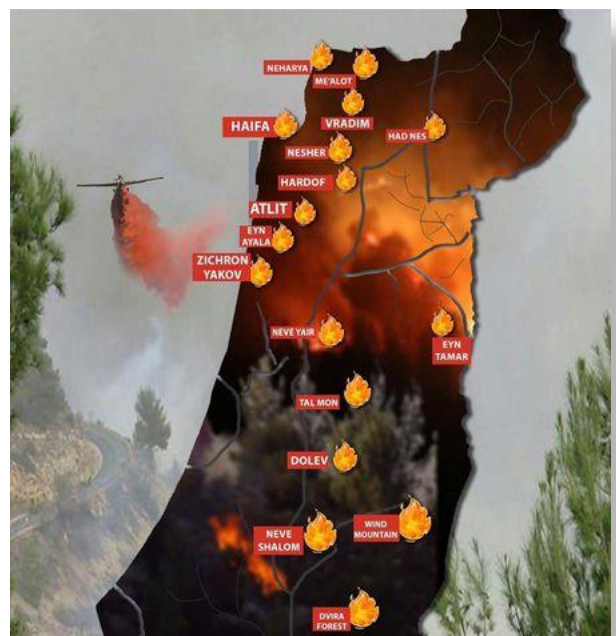 NEHARYA
ME'ALOT
VRADIM
HAIFA
HAD NES
NESHER
HARDOF
ATLIT
EYN
AYALA
ZICHRON
YAKOV
NEVE YAIR
EYN
TAMAR
TAL MON
DOLEV
NEVE
SHALOM
WIND
MOUNTAIN
DVIRA
FOREST